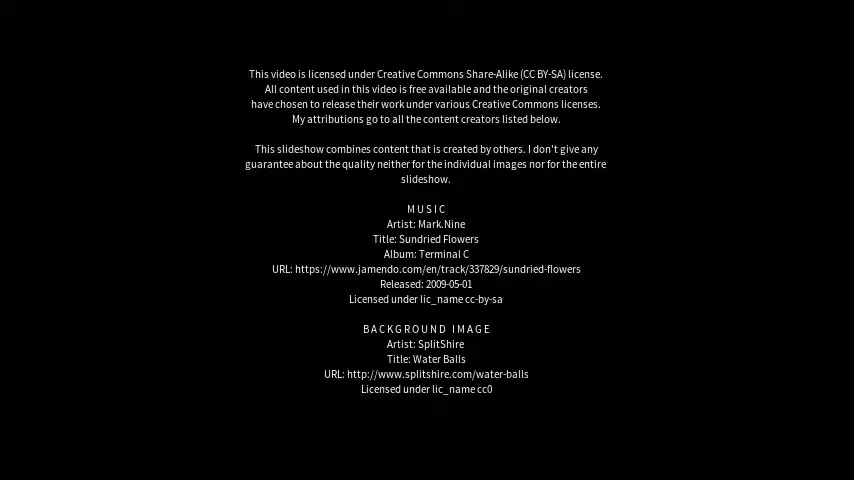 This video is licensed under Creative Commons Share-Alike (CC BY-SA) license.
All content used in this video is free available and the original creators
have chosen to release their work under various Creative Commons licenses.
My attributions go to all the content creators listed below.
This slideshow combines content that is created by others. I don't give any
guarantee about the quality neither for the individual images nor for the entire
slideshow.
MUSIC
Artist: Mark.Nine
Title: Sundried Flowers
Album: Terminal C
URL: https://www.jamendo.com/en/track/337829/sundried-flowers
Released: 2009-05-01
Licensed under lic_name cc-by-sa
BACKGROUND IMAGE
Artist: SplitShire
Title: Water Balls
URL: http://www.splitshire.com/water-balls
Licensed under lic_name cc0